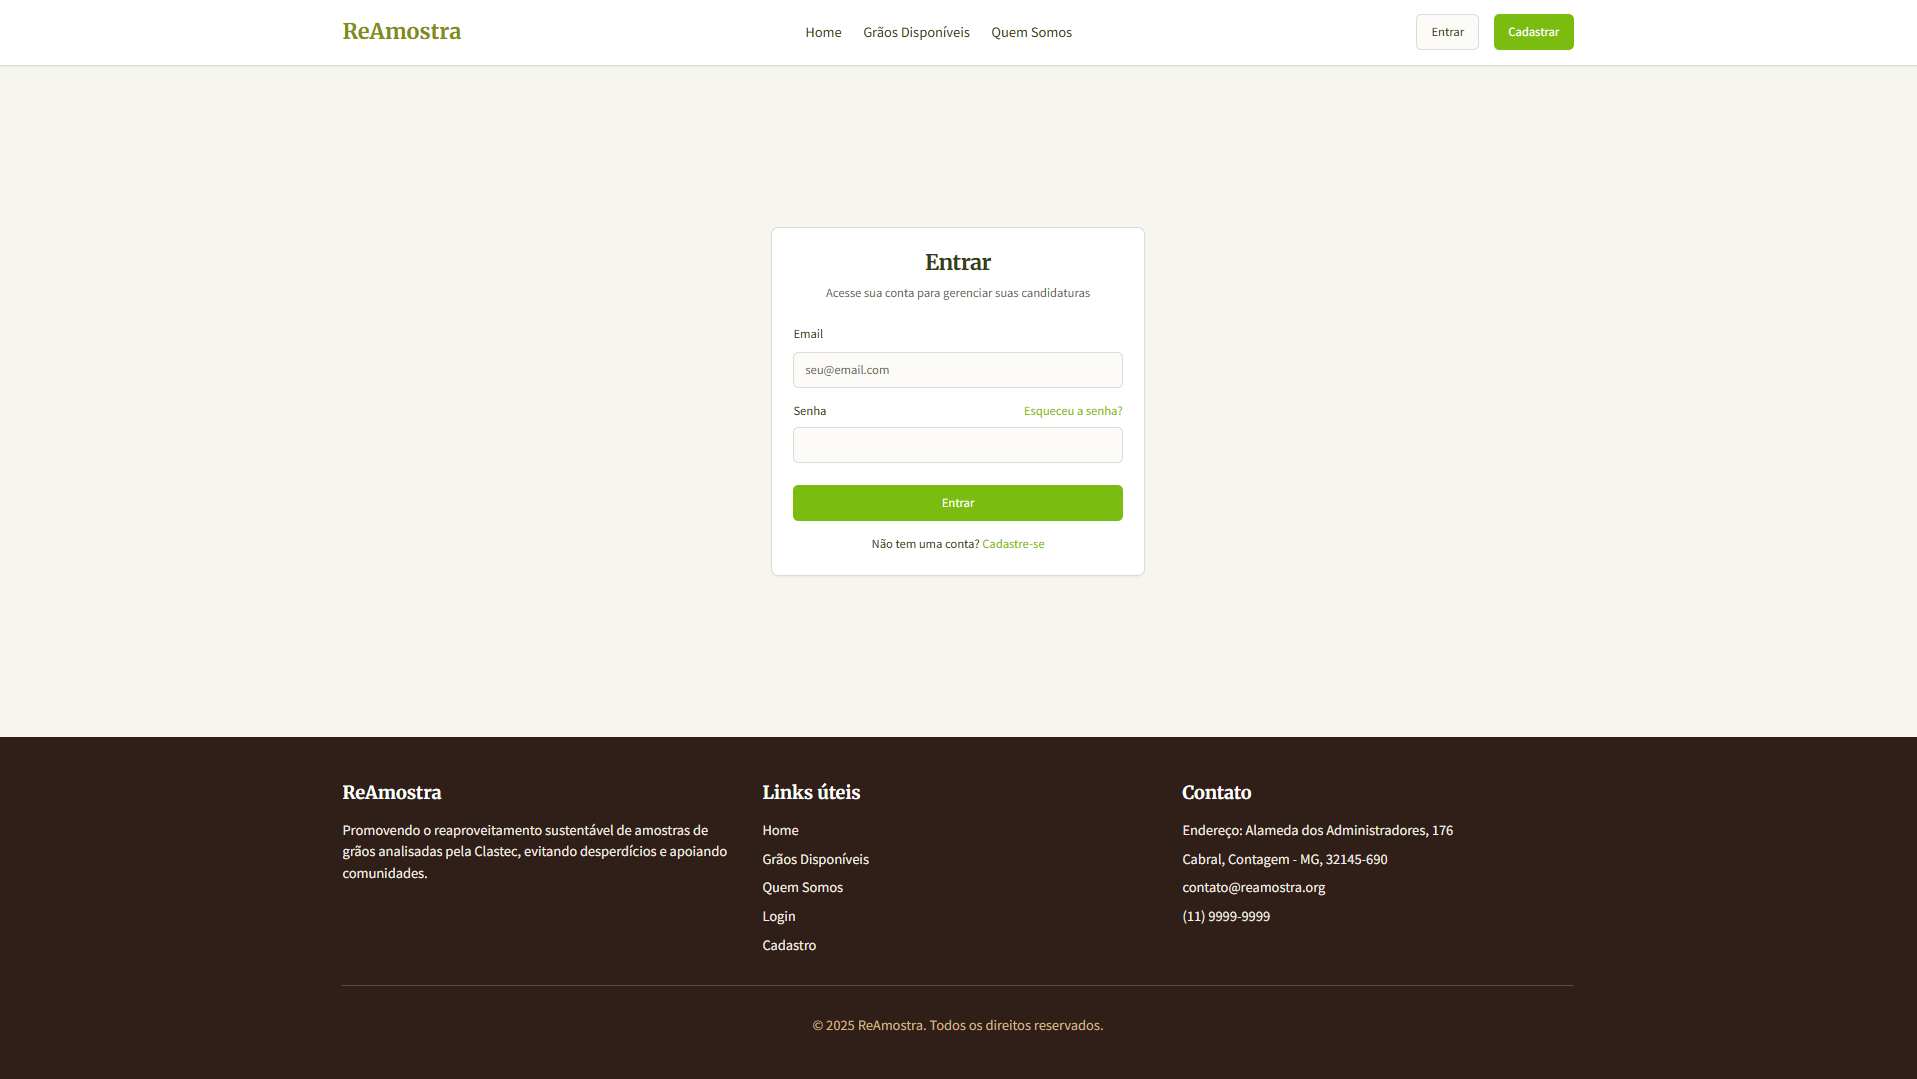 ReAmostra
Home
Grãos Disponíveis
Quem Somos
Entrar
Cadastrar
Entrar
Acesse sua conta para gerenciar suas candidaturas
Email
seu@email.com
Senha
Esqueceu a senha?
Entrar
Não tem uma conta? Cadastre-se
ReAmostra
Promovendo o reaproveitamento sustentável de amostras de
grãos analisadas pela Clastec, evitando desperdícios e apoiando
comunidades.
Links úteis
Home
Grãos Disponíveis
Quem Somos
Login
Cadastro
Contato
Endereço: Alameda dos Administradores, 176
Cabral, Contagem - MG, 32145-690
contato@reamostra.org
(11) 9999-9999
© 2025 ReAmostra. Todos os direitos reservados.